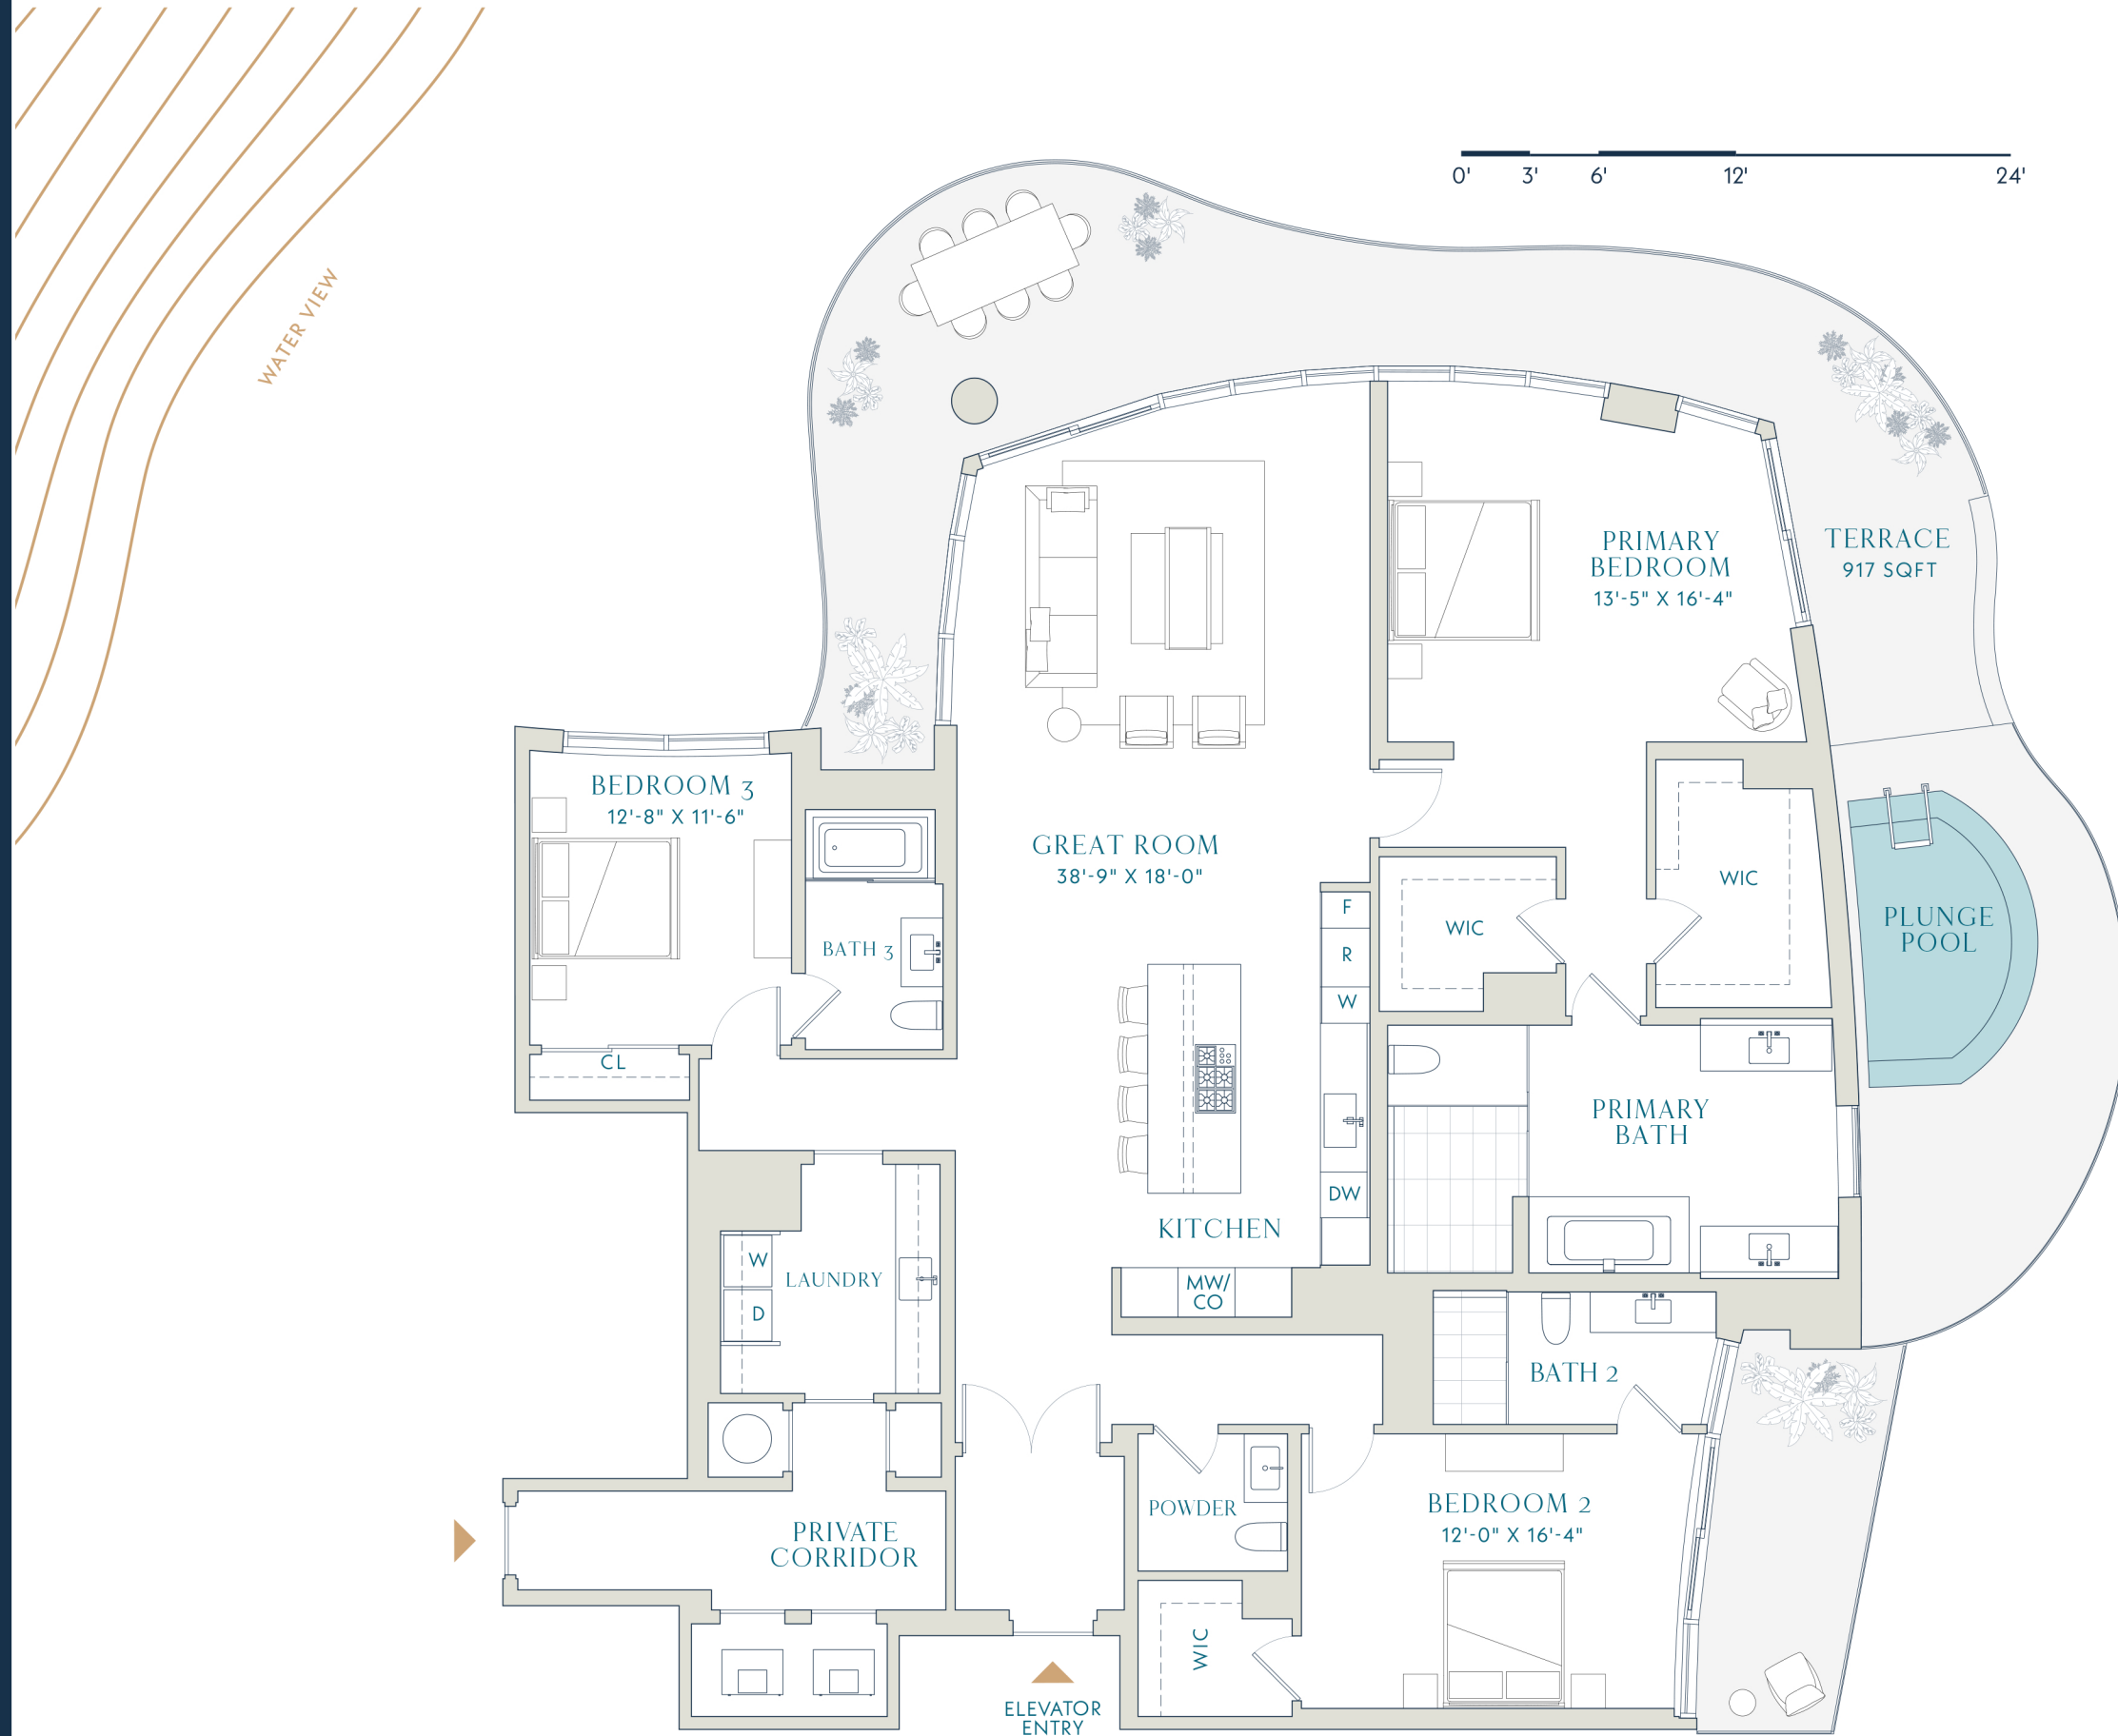 0' 3' 6' 12' 24'
WATER VIEW
TERRACE
917 SQFT
PRIMARY
BEDROOM
13'-5" X 16'-4"
BEDROOM 3
12'-8" X 11'-6"
GREAT ROOM
38'-9" X 18'-0"
WIC
F
R
W
WIC
PLUNGE
POOL
BATH 3
CL
PRIMARY
BATH
DW
KITCHEN
MW/
CO
W
D
LAUNDRY
BATH 2
POWDER
BEDROOM 2
12'-0" X 16'-4"
PRIVATE
CORRIDOR
WIC
ELEVATOR
ENTRY